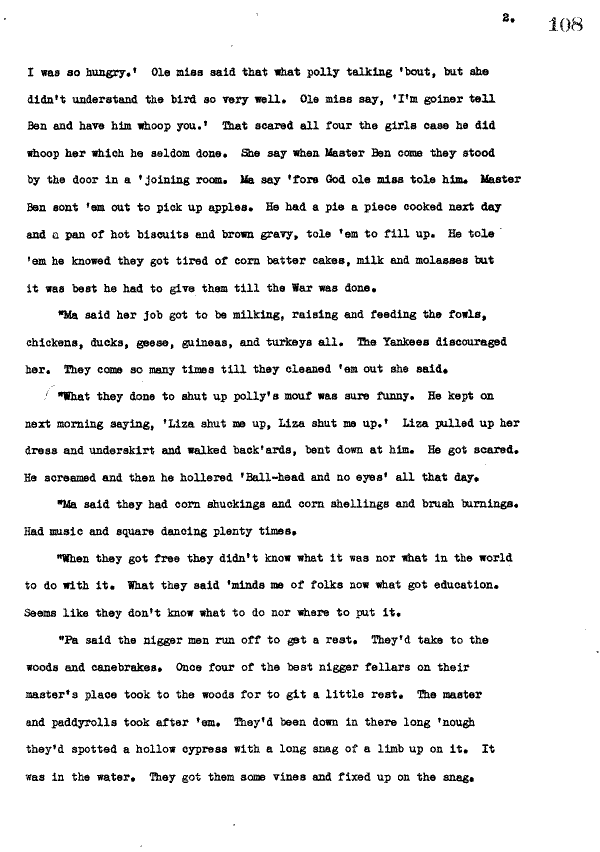 2.
108
I was so hungry.' Ole miss said that what polly talking 'bout, but she
didn't understand the bird so very well. Ole miss say, 'I'm goiner tell
Ben and have him whoop you.' That scared all four the girls case he did
whoop her which he seldom done. She say when Master Ben come they stood
by the door in a 'joining room. Ma say 'fore God ole miss tole him. Master
Ben sont 'em out to pick up apples. He had a pie a piece cooked next day
and a pan of hot biscuits and brown gravy, tole 'em to fill up. He tole
'em he knowed they got tired of corn batter cakes, milk and molasses but
it was best he had to give them till the War was done.
"Ma said her job got to be milking, raising and feeding the fowls,
chickens, ducks, geese, guineas, and turkeys all. The Yankees discouraged
her. They come so many times till they cleaned 'em out she said.
"What they done to shut up polly's mouf was sure funny. He kept on
next morning saying, 'Liza shut me up, Liza shut me up.' Liza pulled up her
dress and underskirt and walked back'ards, bent down at him. He got scared.
He screamed and then he hollered 'Ball-head and no eyes' all that day.
"Ma said they had corn shuckings and corn shellings and brush burnings.
Had music and square dancing plenty times.
"When they got free they didn't know what it was nor what in the world
to do with it. What they said 'minds me of folks now what got education.
Seems like they don't know what to do nor where to put it.
"Pa said the nigger men run off to get a rest. They'd take to the
woods and canebrakes. Once four of the best nigger fellars on their
master's place took to the woods for to git a little rest. The master
and paddyrolls took after 'em. They'd been down in there long 'nough
they'd spotted a hollow cypress with a long snag of a limb up on it. It
was in the water. They got them some vines and fixed up on the snag.